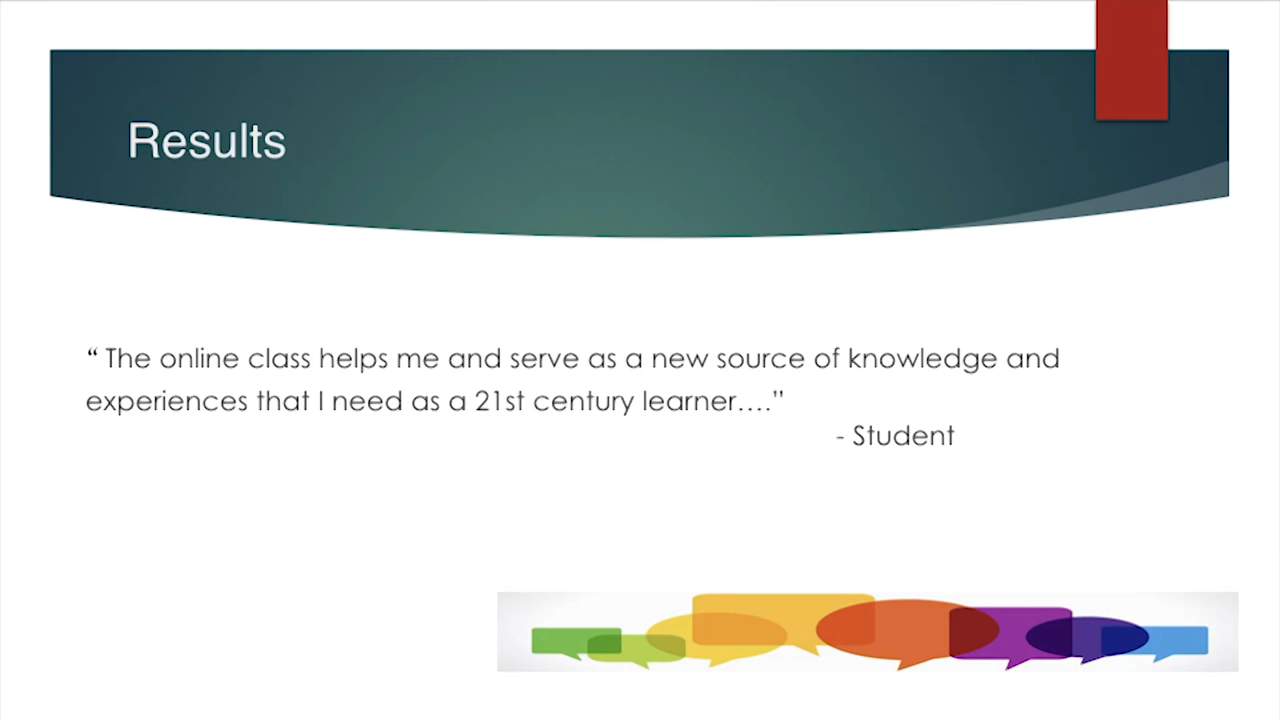 Results
“ The online class helps me and serve as a new source of knowledge and
experiences that I need as a 21st century learner….”
- Student